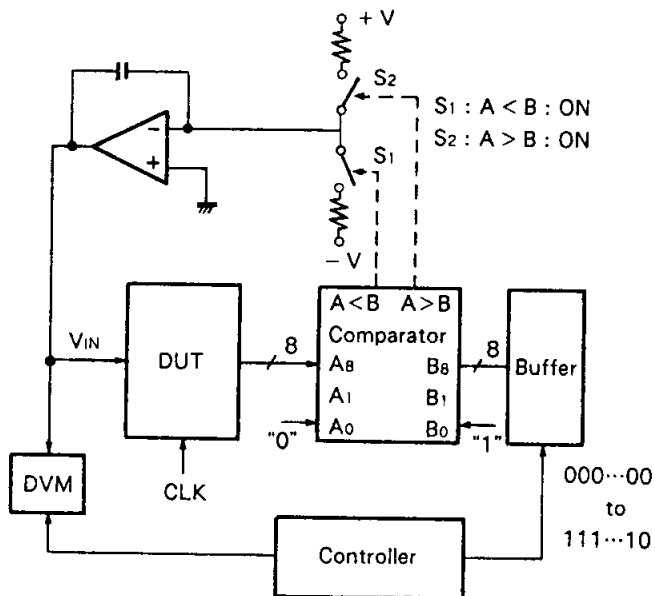 + V
S2
S1 : A < B : ON
S2 : A > B : ON
−
+
S1
− V
A<B A>B
Comparator
VIN
DUT
8
A8
B8
8
Buffer
A1
B1
"0"
A0
B0
"1"
DVM
CLK
000···00
to
111···10
Controller